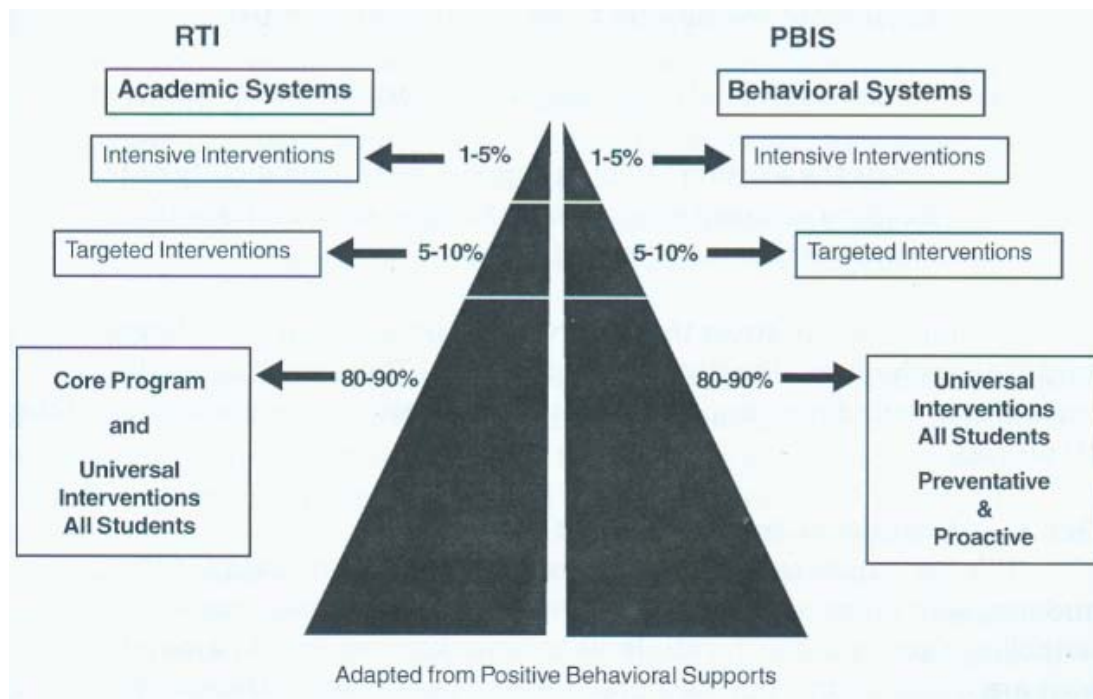 RTI
PBIS
Academic Systems
Behavioral Systems
Intensive Interventions
1-5%
1-5%
Intensive Interventions
Targeted Interventions
5-10%
5-10%
Targeted Interventions
Core Program
and
Universal
Interventions
All Students
80-90%
80-90%
Universal
Interventions
All Students
Preventative
&
Proactive
Adapted from Positive Behavioral Supports